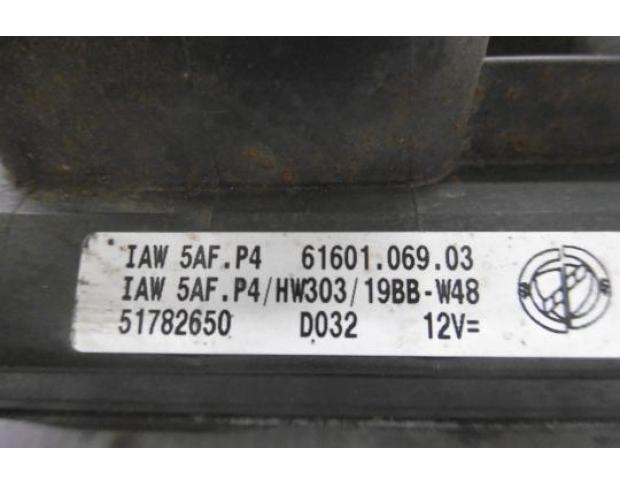 IAW 5AF.P4 61601.069.03
IAW 5AF.P4/HW303/19BB-W48
51782650 D032 12V=